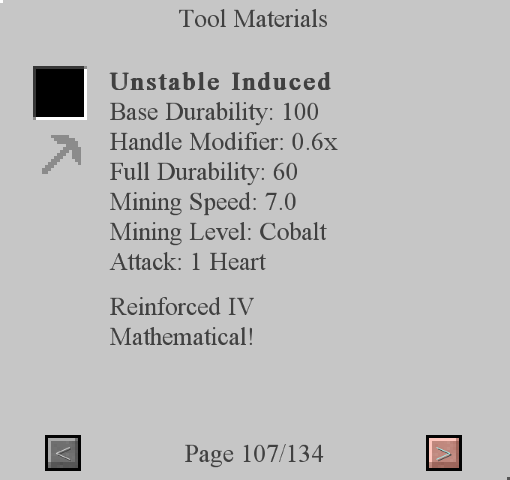 Tool Materials
Unstable Induced
Base Durability: 100
Handle Modifier: 0.6x
Full Durability: 60
Mining Speed: 7.0
Mining Level: Cobalt
Attack: 1 Heart
Reinforced IV
Mathematical!
< Page 107/134 >